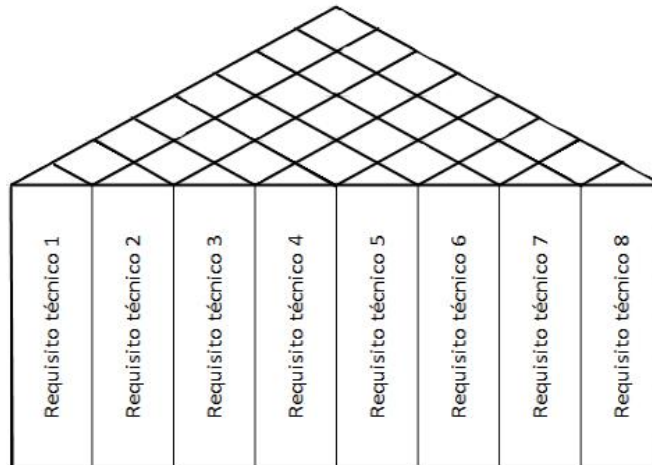 Requisito técnico 1
Requisito técnico 2
Requisito técnico 3
Requisito técnico 4
Requisito técnico 5
Requisito técnico 6
Requisito técnico 7
Requisito técnico 8